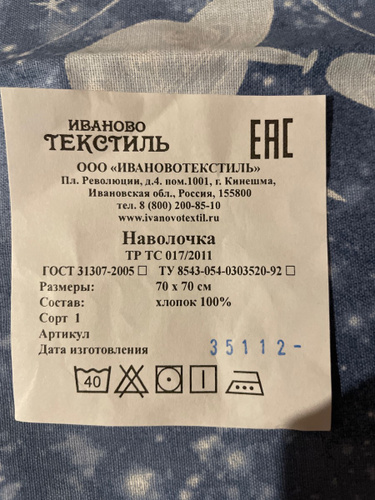 ИВАНОВО
ТЕКСТИЛЬ
EAC
ООО «ИВАНОВОТЕКСТИЛЬ»
Пл. Революции, д.4. пом.1001, г. Кинешма,
Ивановская обл., Россия, 155800
тел. 8 (800) 200-85-10
www.ivanovotextil.ru
Наволочка
ТР ТС 017/2011
ГОСТ 31307-2005 ☐ ТУ 8543-054-0303520-92 ☐
Размеры: 70 х 70 см
Состав: хлопок 100%
Сорт 1
Артикул
Дата изготовления 35112-
40